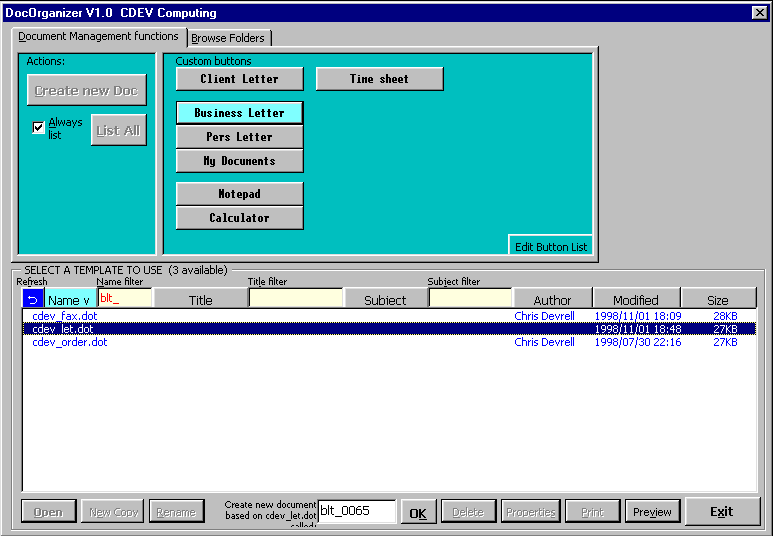 DocOrganizer V1.0 CDEV Computing
Document Management functions
Browse Folders
Actions:
Create new Doc
Always
list
List All
Custom buttons
Client Letter
Time sheet
Business Letter
Pers Letter
My Documents
Notepad
Calculator
Edit Button List
SELECT A TEMPLATE TO USE (3 available)
Refresh
Name filter
Title filter
Subject filter
Name v
blt_
Title
Subject
Author
Modified
Size
cdev_fax.dot Chris Devrell 1998/11/01 18:09 28KB
cdev_let.dot 1998/11/01 18:48 27KB
cdev_order.dot Chris Devrell 1998/07/30 22:16 27KB
Open
New Copy
Rename
Create new document
based on cdev_let.dot
called:
blt_0065
OK
Delete
Properties
Print
Preview
Exit